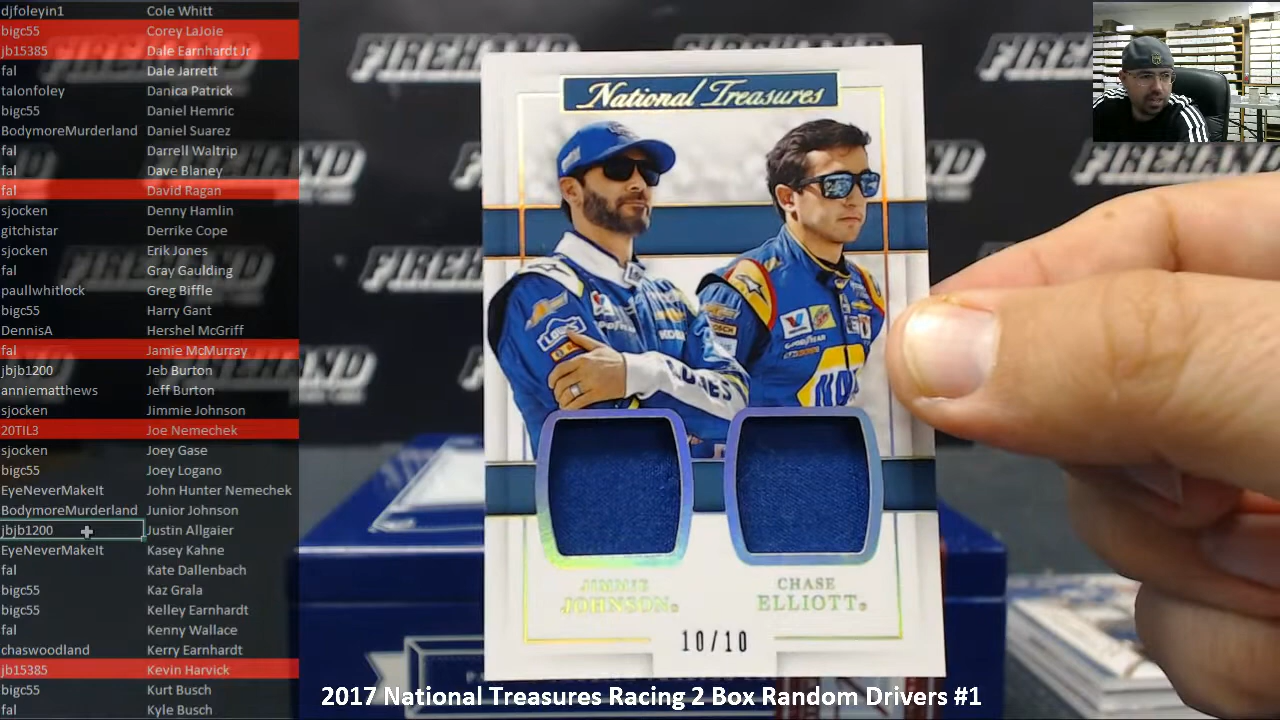 djfoleyin1 Cole Whitt
bigc55 Corey LaJoie
jb15385 Dale Earnhardt Jr
fal Dale Jarrett
talonfoley Danica Patrick
bigc55 Daniel Hemric
BodymoreMurderland Daniel Suarez
fal Darrell Waltrip
fal Dave Blaney
fal David Ragan
sjocken Denny Hamlin
gitchistar Derrike Cope
sjocken Erik Jones
fal Gray Gaulding
paullwhitlock Greg Biffle
bigc55 Harry Gant
DennisA Hershel McGriff
fal Jamie McMurray
jbjb1200 Jeb Burton
anniematthews Jeff Burton
sjocken Jimmie Johnson
20TIL3 Joe Nemechek
sjocken Joey Gase
bigc55 Joey Logano
EyeNeverMakeIt John Hunter Nemechek
BodymoreMurderland Junior Johnson
jbjb1200 Justin Allgaier
EyeNeverMakeIt Kasey Kahne
fal Kate Dallenbach
bigc55 Kaz Grala
bigc55 Kelley Earnhardt
fal Kenny Wallace
chaswoodland Kerry Earnhardt
jb15385 Kevin Harvick
bigc55 Kurt Busch
fal Kyle Busch
FIREHAND
FIREHAND
National Treasures
NAPA
JIMMIE JOHNSON
CHASE ELLIOTT
10/10
2017 National Treasures Racing 2 Box Random Drivers #1